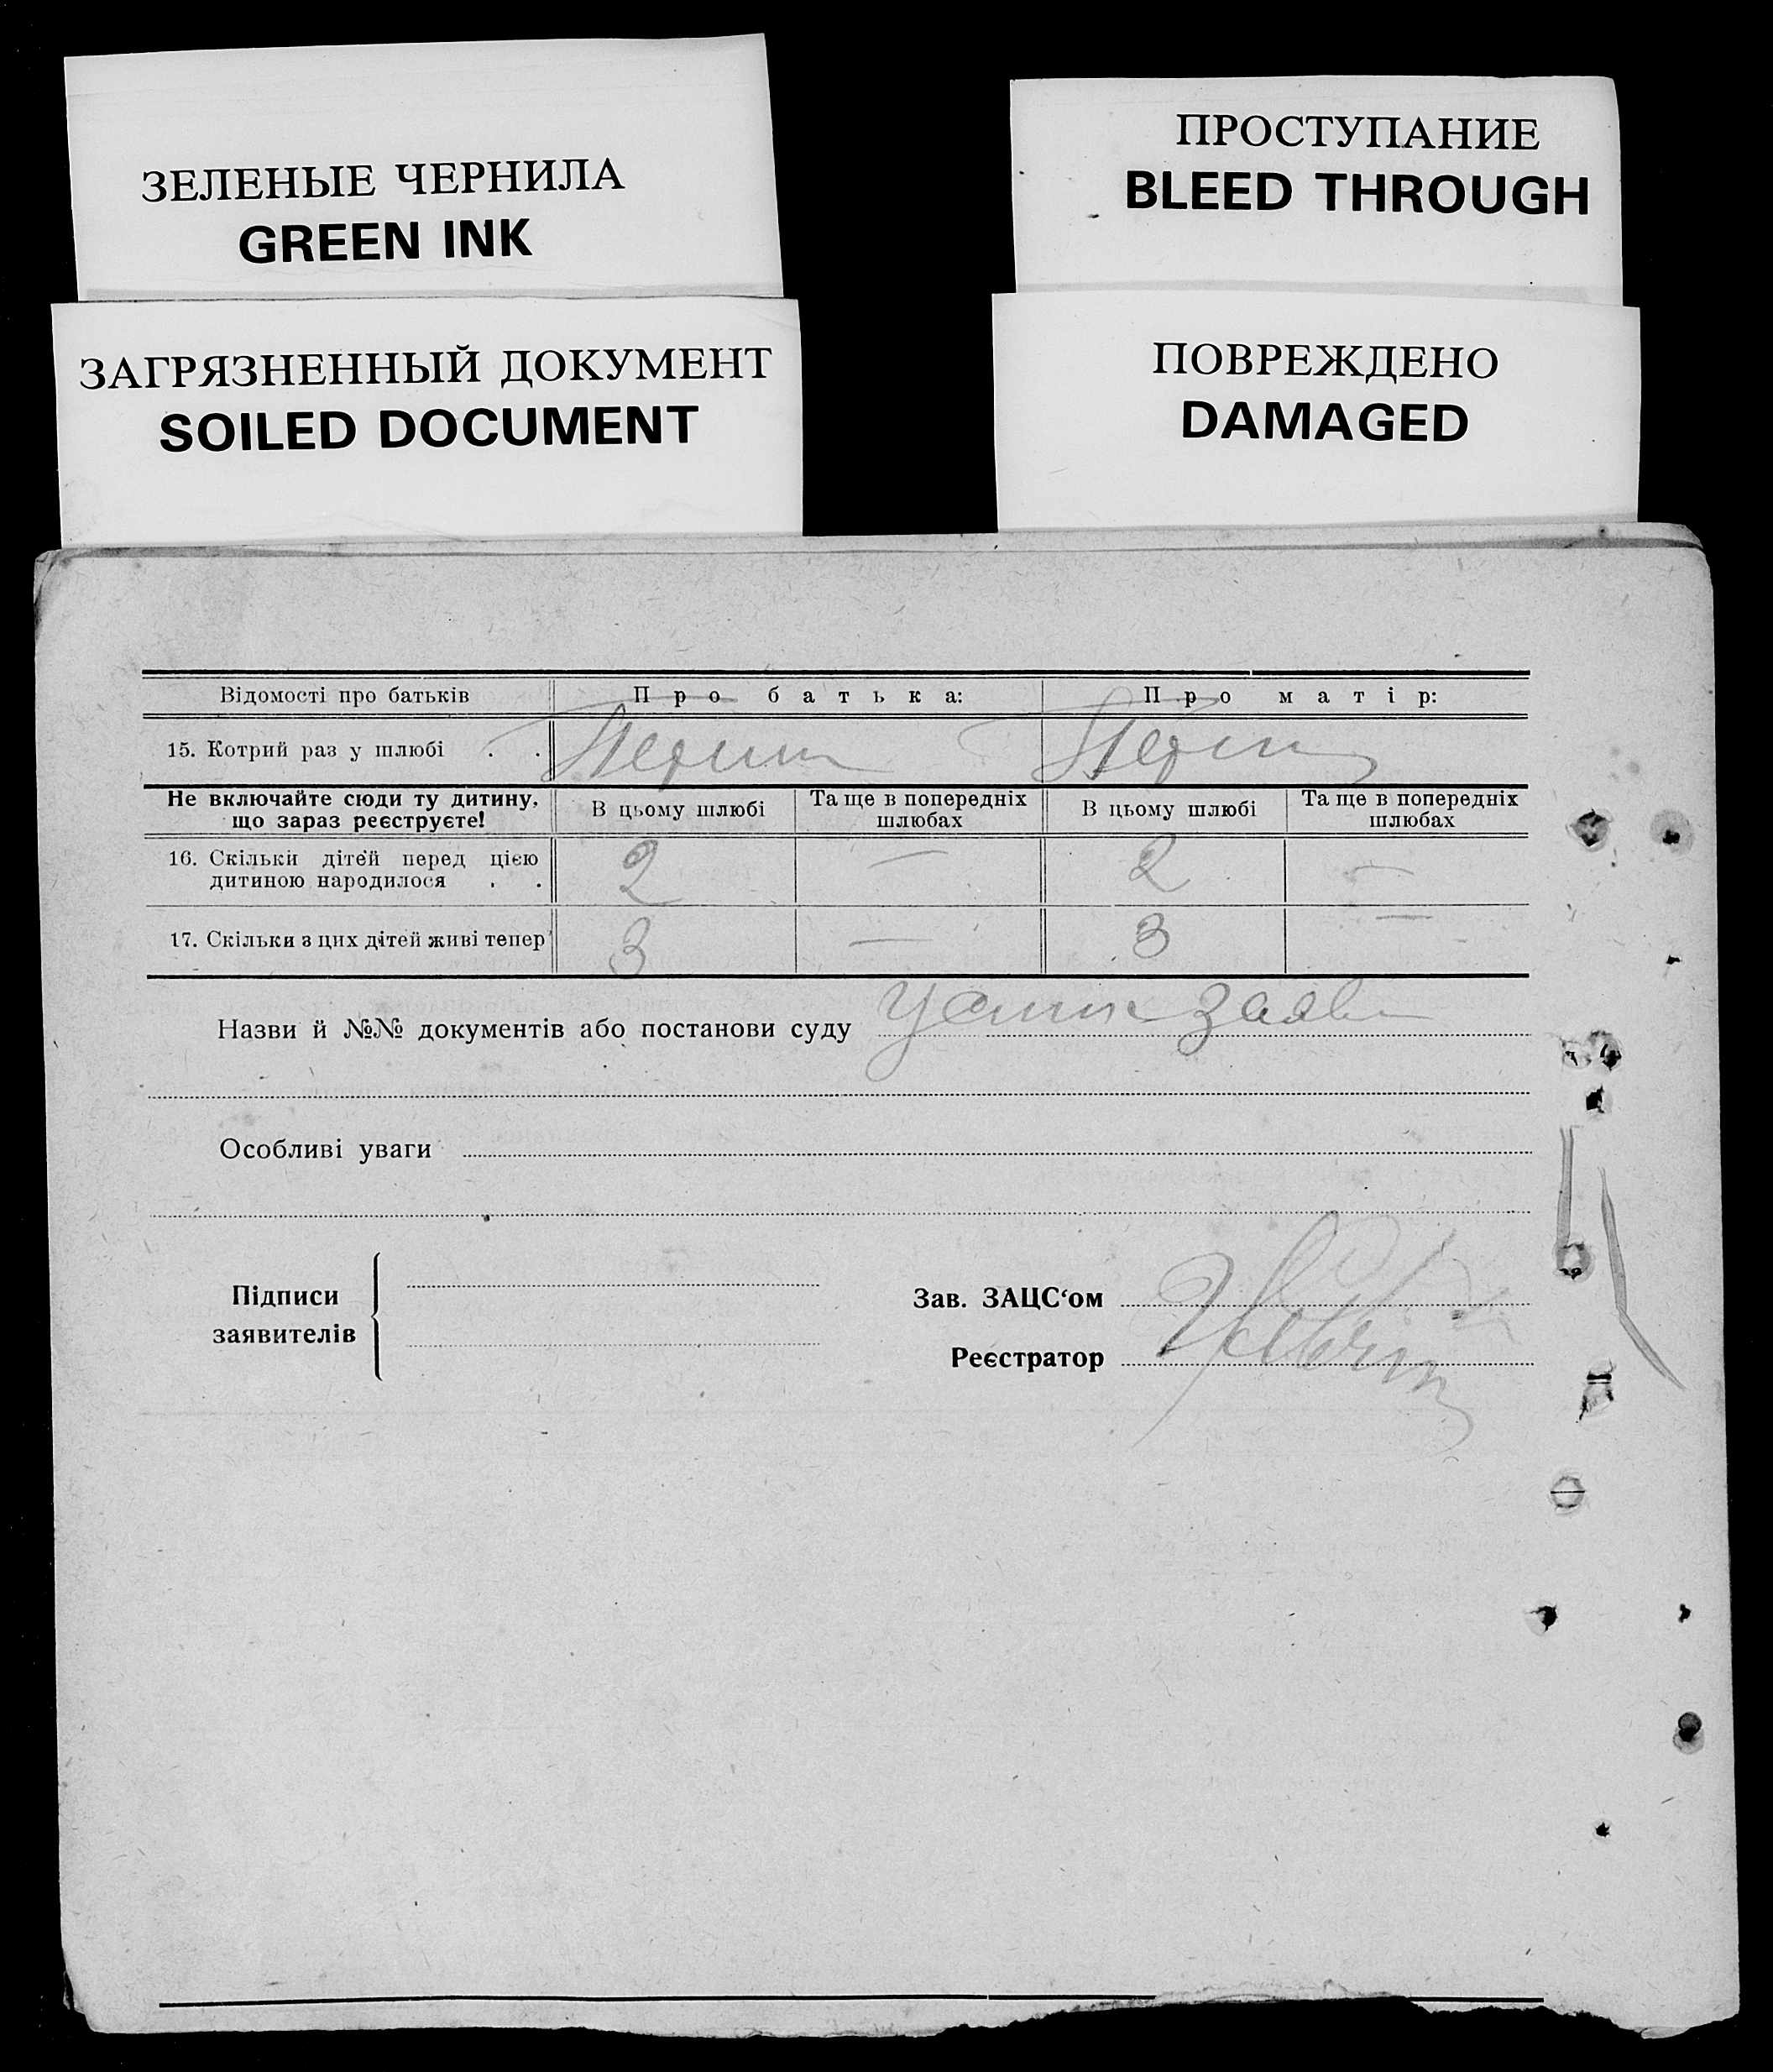 ЗЕЛЕНЫЕ ЧЕРНИЛА
GREEN INK
ПРОСТУПАНИЕ
BLEED THROUGH
ЗАГРЯЗНЕННЫЙ ДОКУМЕНТ
SOILED DOCUMENT
ПОВРЕЖДЕНО
DAMAGED
Відомості про батьків Про батька: Про матір:
15. Котрий раз у шлюбі . .
Не включайте сюди ту дитину, що зараз реєструєте! В цьому шлюбі Та ще в попередніх шлюбах В цьому шлюбі Та ще в попередніх шлюбах
16. Скільки дітей перед цією
дитиною народилося . . 2 — 2 —
17. Скільки з цих дітей живі тепер 3 — 3 —
Назви й №№ документів або постанови суду
Особливі уваги
Підписи
заявителів
Зав. ЗАЦС‘ом
Реєстратор